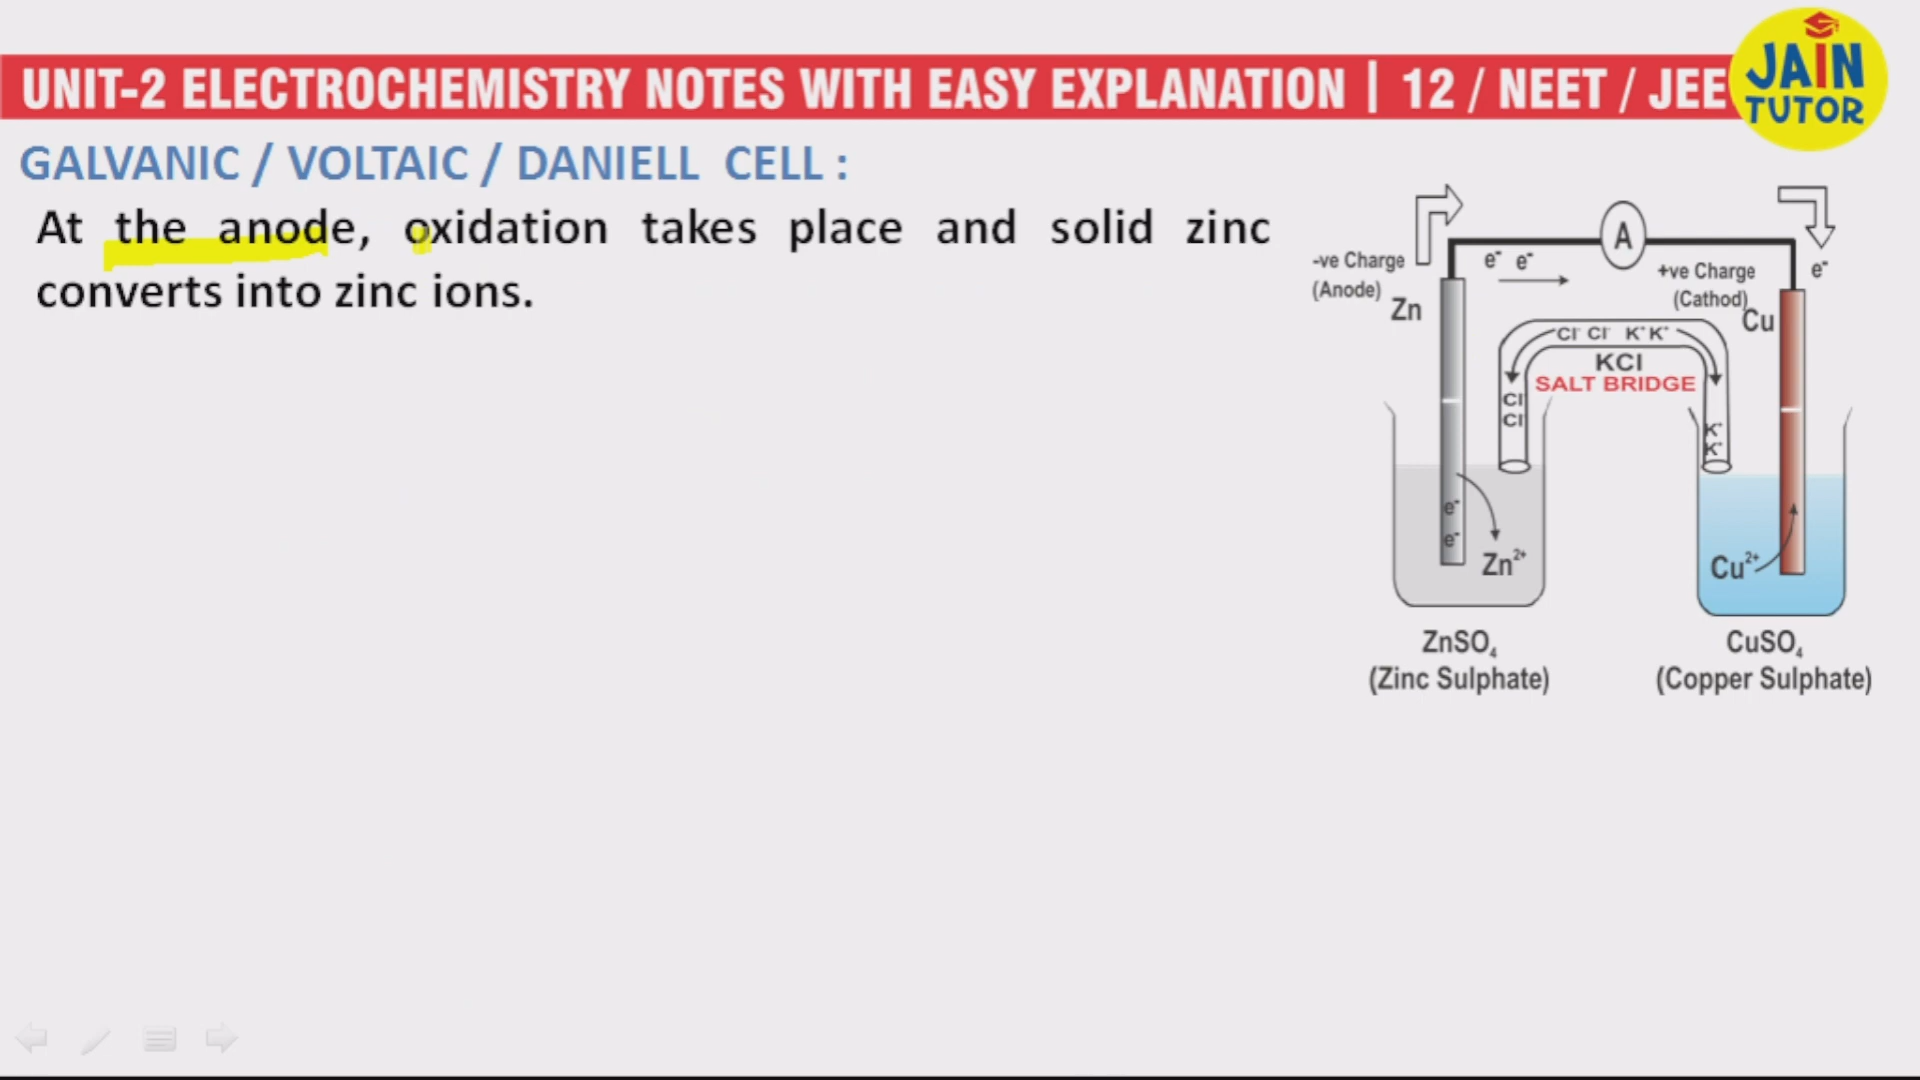 UNIT-2 ELECTROCHEMISTRY NOTES WITH EASY EXPLANATION | 12 / NEET / JEE
JAIN
TUTOR
GALVANIC / VOLTAIC / DANIELL CELL :
At the anode, oxidation takes place and solid zinc
converts into zinc ions.
A
-ve Charge
(Anode)
Zn
e⁻ e⁻
+ve Charge
(Cathod)
Cu
e⁻
Cl⁻ Cl⁻ K⁺ K⁺
KCl
SALT BRIDGE
Cl⁻
Cl⁻
K⁺
K⁺
e⁻
e⁻
Zn²⁺
Cu²⁺
ZnSO₄
(Zinc Sulphate)
CuSO₄
(Copper Sulphate)